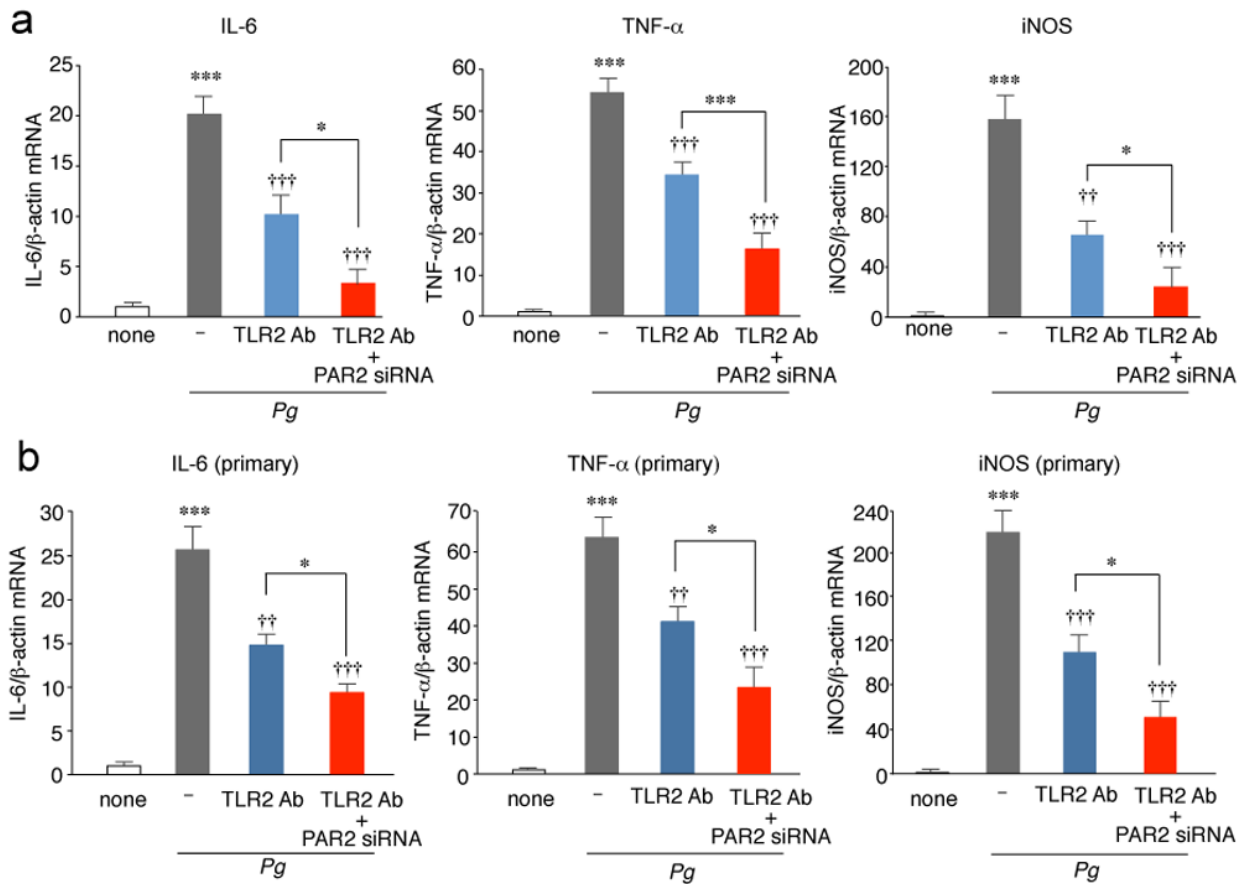 a
IL-6
TNF-α
iNOS
IL-6/β-actin mRNA
25
20
15
10
5
0
***
†††
*
†††
none
–
TLR2 Ab
TLR2 Ab
+
PAR2 siRNA
Pg
TNF-α/β-actin mRNA
60
50
40
30
20
10
0
***
†††
***
†††
none
–
TLR2 Ab
TLR2 Ab
+
PAR2 siRNA
Pg
iNOS/β-actin mRNA
200
160
120
80
40
0
***
††
*
†††
none
–
TLR2 Ab
TLR2 Ab
+
PAR2 siRNA
Pg
b
IL-6 (primary)
TNF-α (primary)
iNOS (primary)
IL-6/β-actin mRNA
30
25
20
15
10
5
0
***
††
*
†††
none
–
TLR2 Ab
TLR2 Ab
+
PAR2 siRNA
Pg
TNF-α/β-actin mRNA
70
60
50
40
30
20
10
0
***
††
*
†††
none
–
TLR2 Ab
TLR2 Ab
+
PAR2 siRNA
Pg
iNOS/β-actin mRNA
240
200
160
120
80
40
0
***
†††
*
†††
none
–
TLR2 Ab
TLR2 Ab
+
PAR2 siRNA
Pg